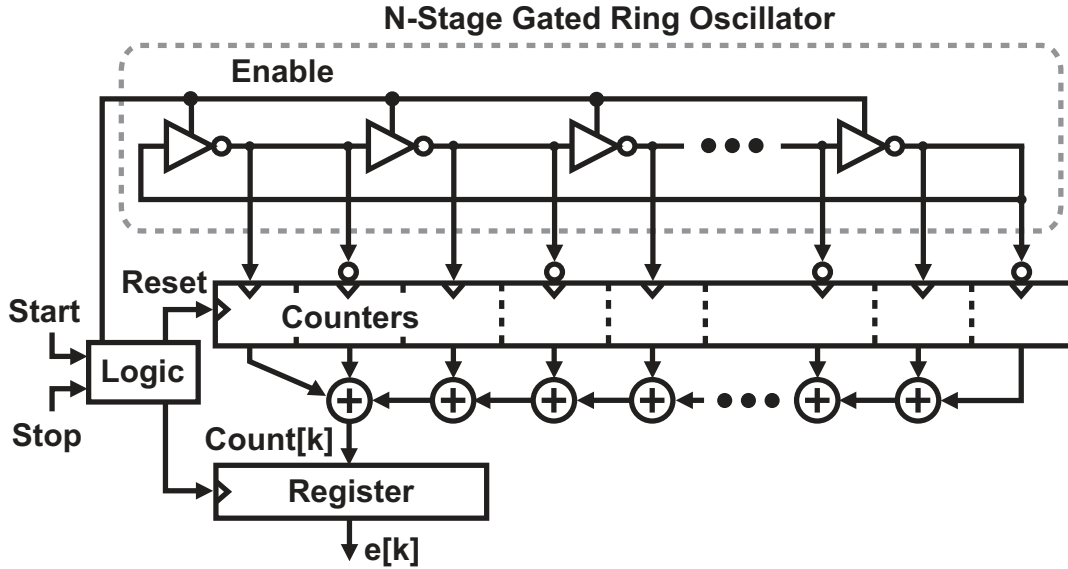 N-Stage Gated Ring Oscillator
Enable
Reset
Start
Counters
Logic
Stop
Count[k]
Register
e[k]